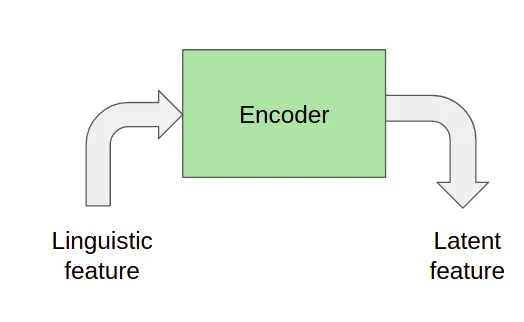 Encoder
Linguistic
feature
Latent
feature